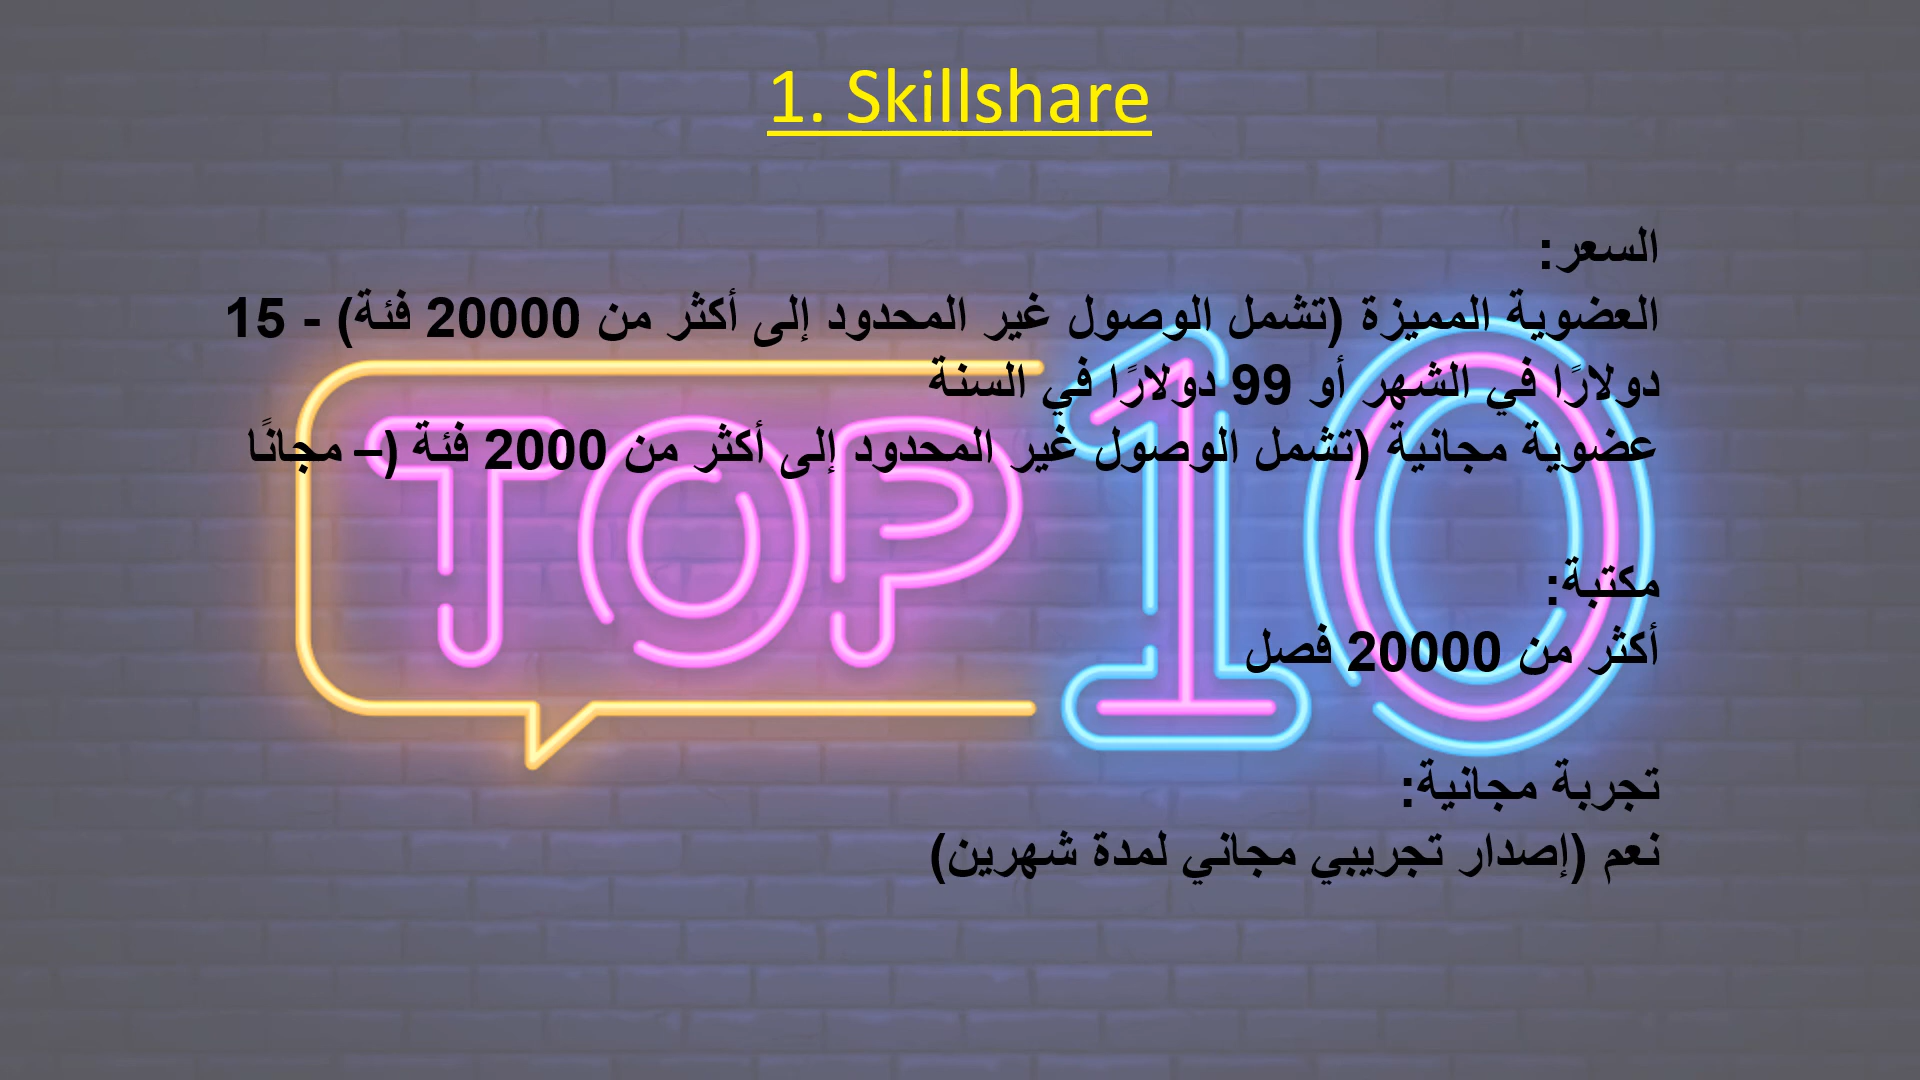 1. Skillshare
السعر:
العضوية المميزة (تشمل الوصول غير المحدود إلى أكثر من 20000 فئة) - 15
دولارًا في الشهر أو 99 دولارًا في السنة
عضوية مجانية (تشمل الوصول غير المحدود إلى أكثر من 2000 فئة (– مجانًا
TOP 10
مكتبة:
أكثر من 20000 فصل
تجربة مجانية:
نعم (إصدار تجريبي مجاني لمدة شهرين)